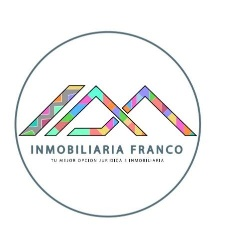 INMOBILIARIA FRANCO
TU MEJOR OPCION JURIDICA E INMOBILIARIA